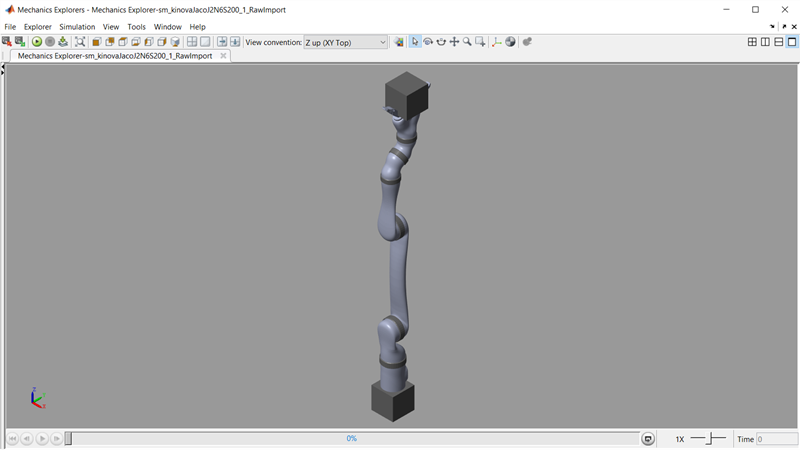 Mechanics Explorers - Mechanics Explorer-sm_kinovaJacoJ2N6S200_1_RawImport
File Explorer Simulation View Tools Window Help
View convention: Z up (XY Top)
Mechanics Explorer-sm_kinovaJacoJ2N6S200_1_RawImport
Z
Y
X
0%
1X
Time 0